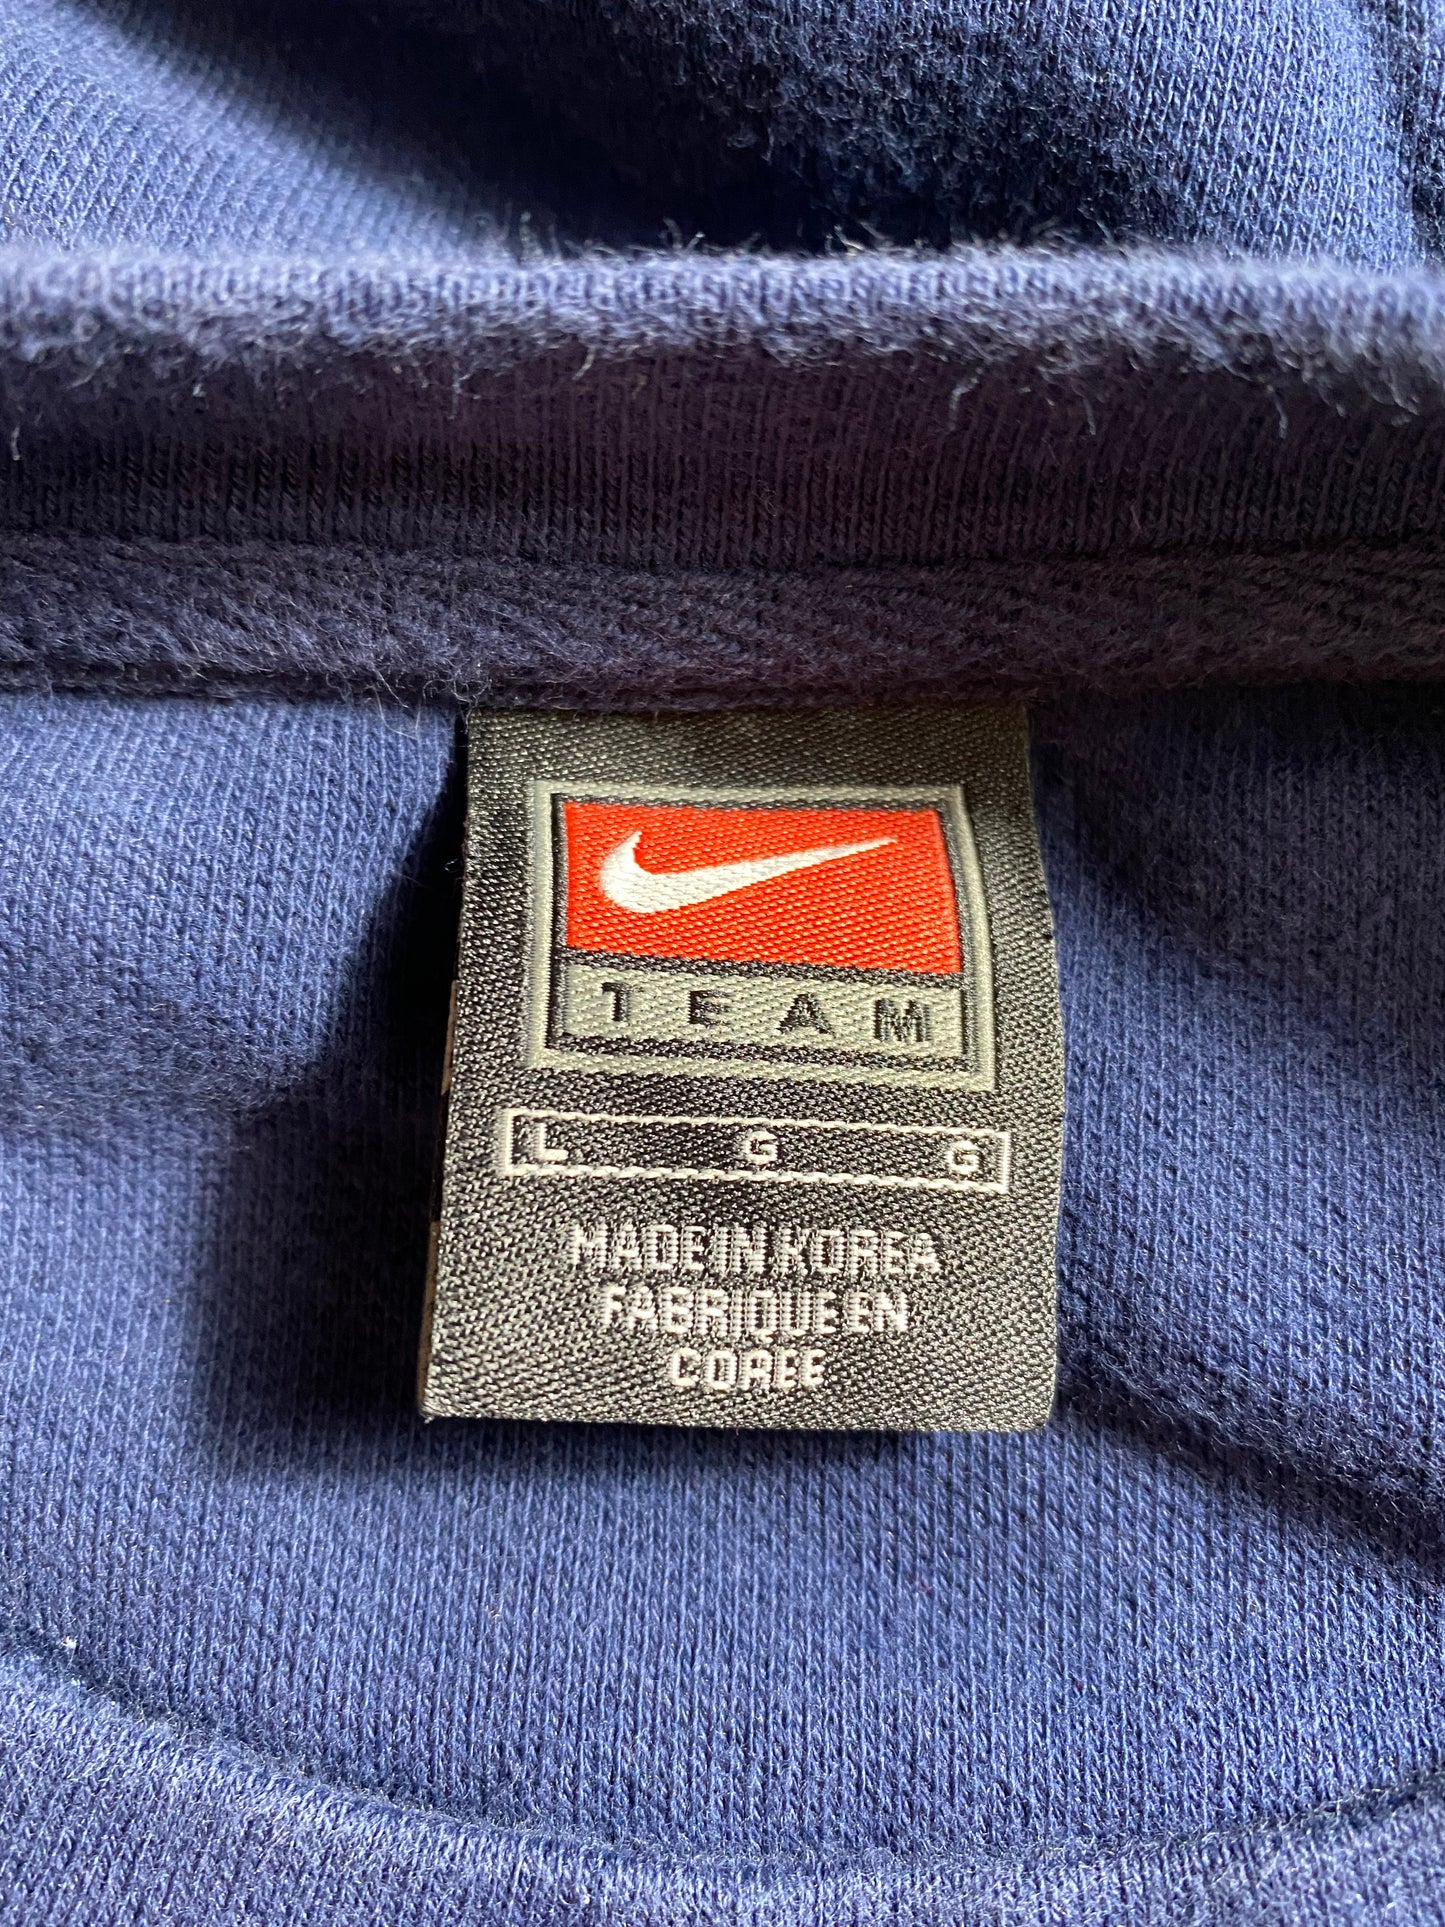 TEAM
L G G
MADE IN KOREA
FABRIQUE EN
COREE